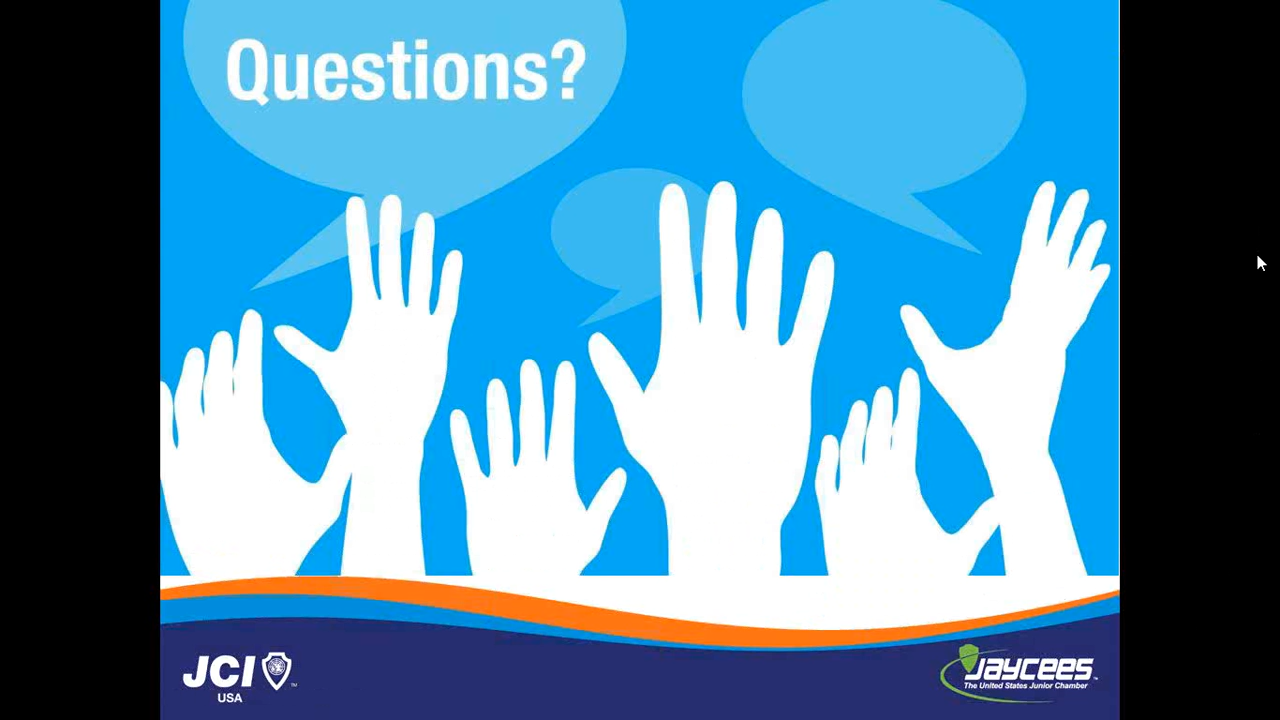 Questions?
JCI
USA
Jaycees
The United States Junior Chamber